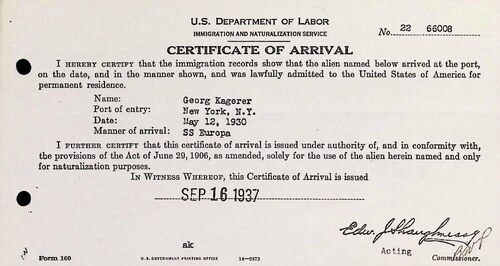 U.S. DEPARTMENT OF LABOR
IMMIGRATION AND NATURALIZATION SERVICE
No. 22 66008
CERTIFICATE OF ARRIVAL
I HEREBY CERTIFY that the immigration records show that the alien named below arrived at the port,
on the date, and in the manner shown, and was lawfully admitted to the United States of America for
permanent residence.
Name: Georg Kagerer
Port of entry: New York, N.Y.
Date: May 12, 1930
Manner of arrival: SS Europa
I FURTHER CERTIFY that this certificate of arrival is issued under authority of, and in conformity with,
the provisions of the Act of June 29, 1906, as amended, solely for the use of the alien herein named and only
for naturalization purposes.
IN WITNESS WHEREOF, this Certificate of Arrival is issued
SEP 16 1937
Edw. J. Shaughnessy
Acting Commissioner.
ak
Form 160
U.S. GOVERNMENT PRINTING OFFICE 14-2573